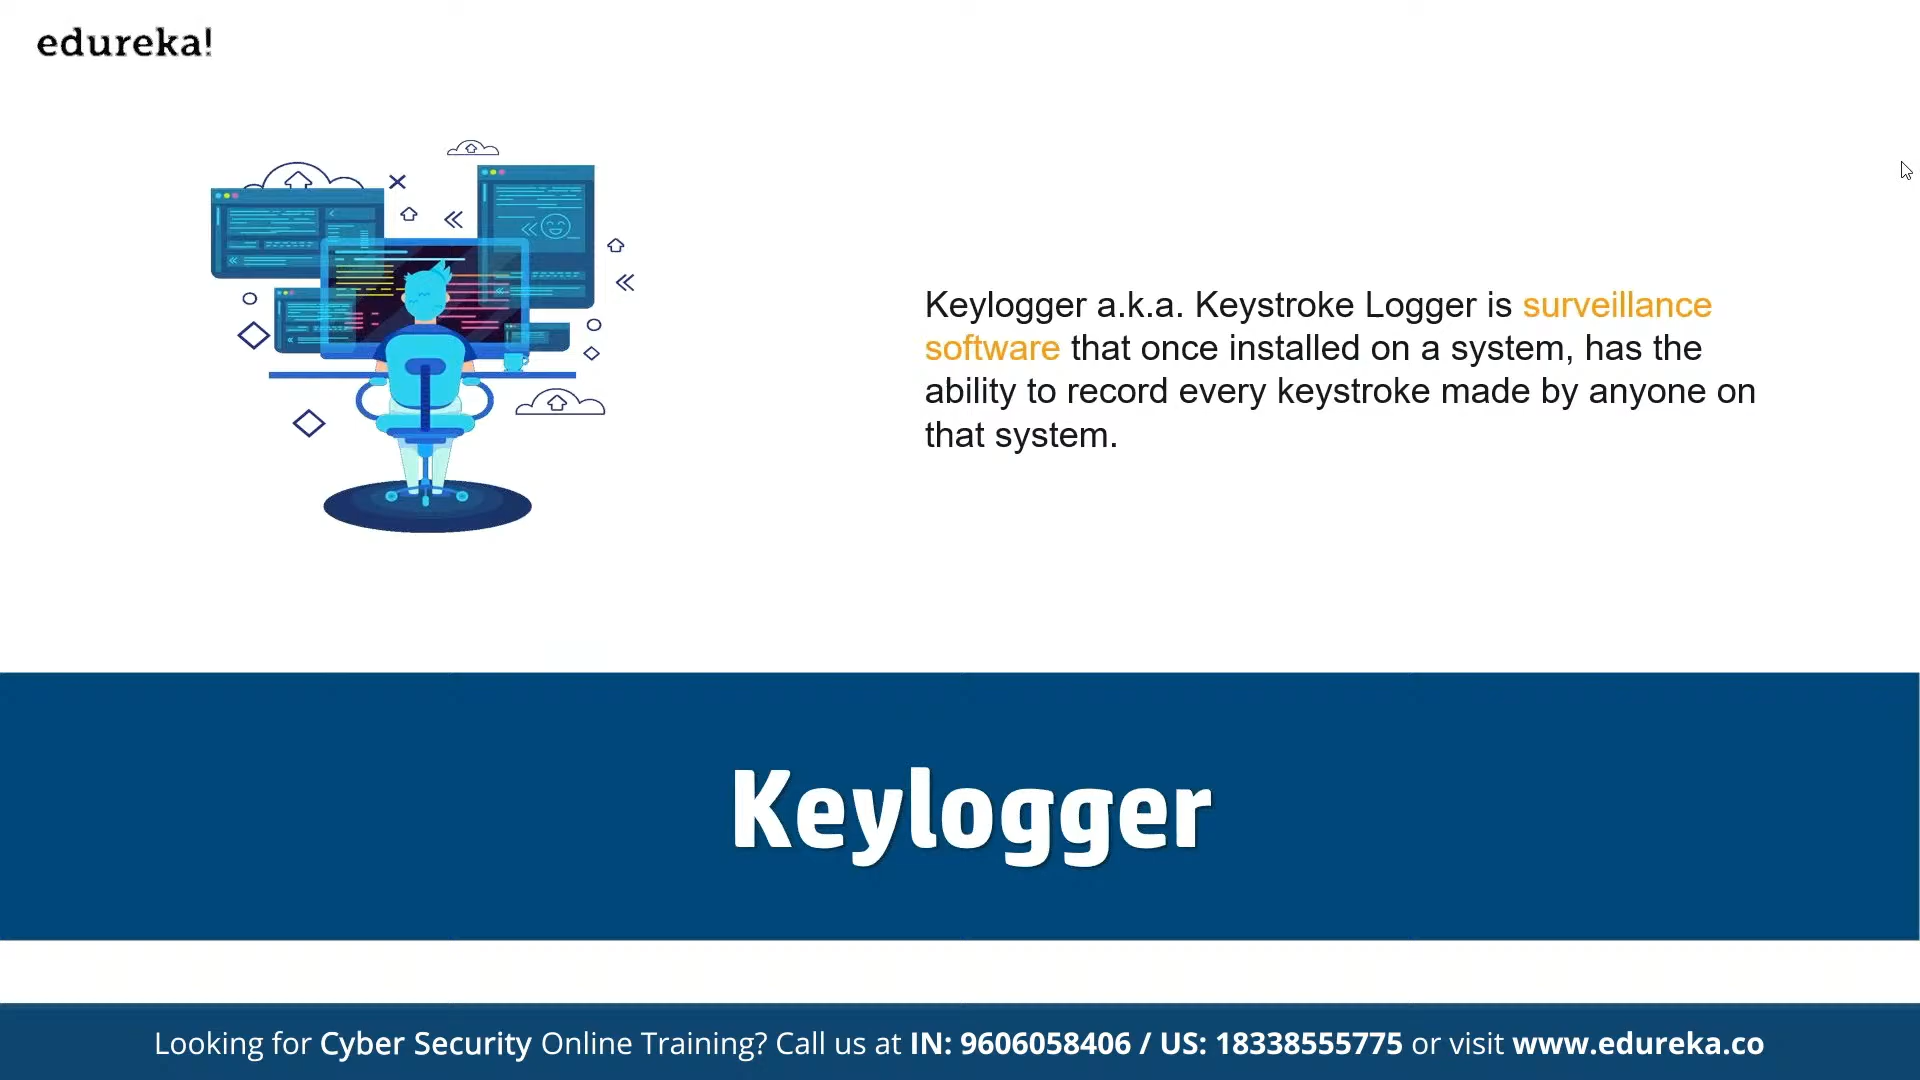 edureka!
Keylogger a.k.a. Keystroke Logger is surveillance
software that once installed on a system, has the
ability to record every keystroke made by anyone on
that system.
Keylogger
Looking for Cyber Security Online Training? Call us at IN: 9606058406 / US: 18338555775 or visit www.edureka.co